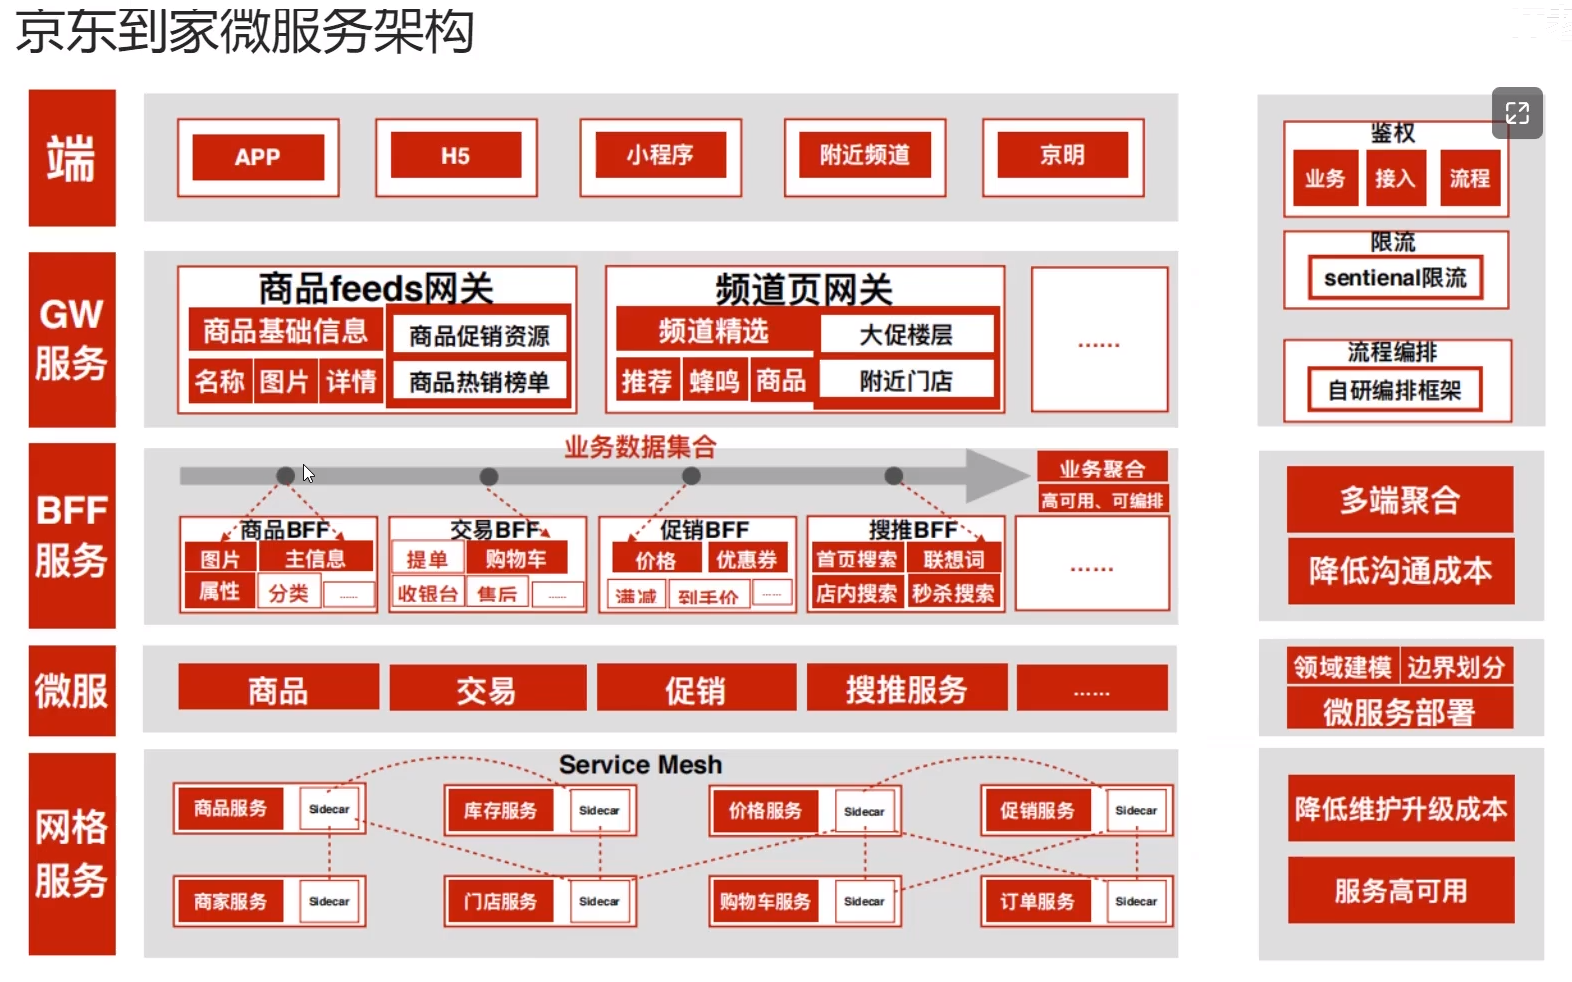 京东到家微服务架构
端
APP
H5
小程序
附近频道
京明
鉴权
业务
接入
流程
限流
sentienal限流
流程编排
自研编排框架
GW
服务
商品feeds网关
商品基础信息
名称
图片
详情
商品促销资源
商品热销榜单
频道页网关
频道精选
推荐
蜂鸣
商品
大促楼层
附近门店
......
BFF
服务
业务数据集合
业务聚合
高可用、可编排
商品BFF
图片
主信息
属性
分类
......
交易BFF
提单
购物车
收银台
售后
......
促销BFF
价格
优惠券
满减
到手价
......
搜推BFF
首页搜索
联想词
店内搜索
秒杀搜索
......
多端聚合
降低沟通成本
微服
商品
交易
促销
搜推服务
......
领域建模
边界划分
微服务部署
网格
服务
Service Mesh
商品服务
Sidecar
库存服务
Sidecar
价格服务
Sidecar
促销服务
Sidecar
商家服务
Sidecar
门店服务
Sidecar
购物车服务
Sidecar
订单服务
Sidecar
降低维护升级成本
服务高可用